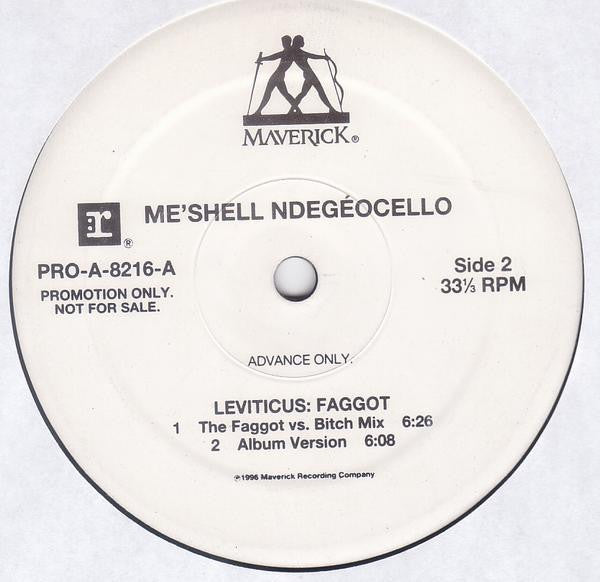 MAVERICK®
r®
ME'SHELL NDEGÉOCELLO
PRO-A-8216-A
PROMOTION ONLY.
NOT FOR SALE.
Side 2
33⅓ RPM
ADVANCE ONLY.
LEVITICUS: FAGGOT
1 The Faggot vs. Bitch Mix 6:26
2 Album Version 6:08
℗1996 Maverick Recording Company